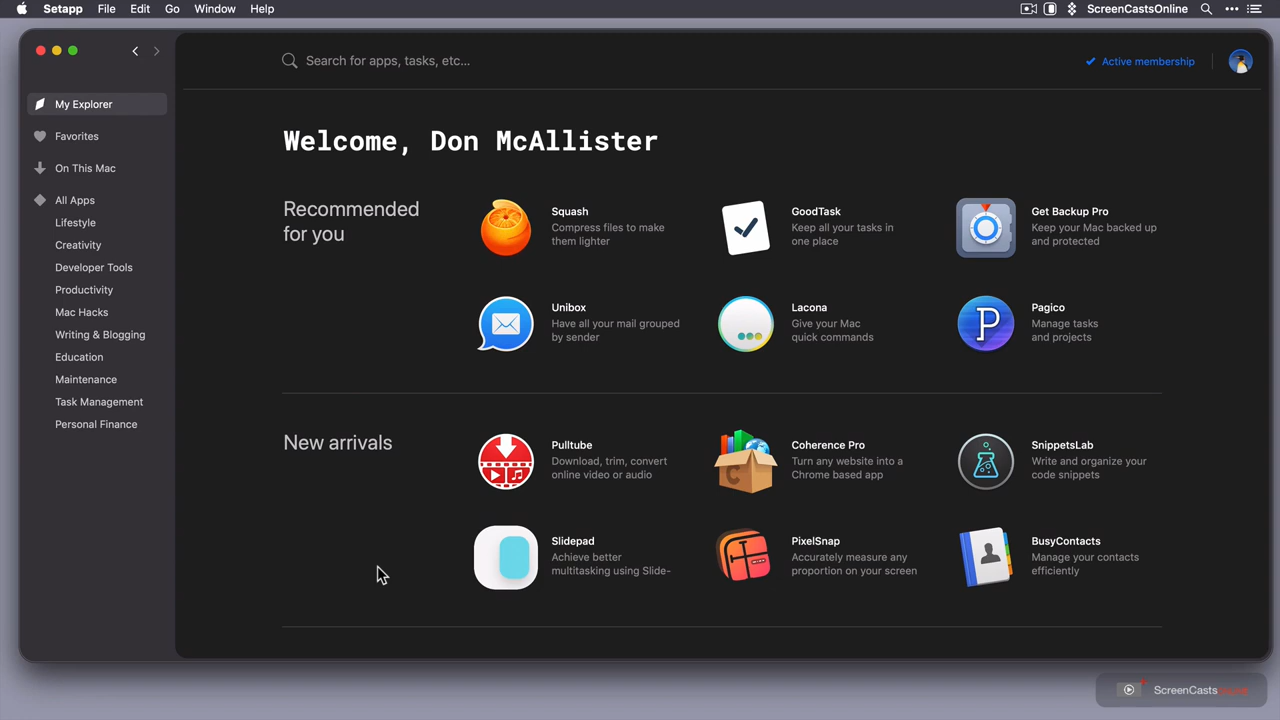 Setapp File Edit Go Window Help ScreenCastsOnline
Search for apps, tasks, etc...
Active membership
My Explorer
Favorites
On This Mac
All Apps
Lifestyle
Creativity
Developer Tools
Productivity
Mac Hacks
Writing & Blogging
Education
Maintenance
Task Management
Personal Finance
Welcome, Don McAllister
Recommended
for you
Squash
Compress files to make
them lighter
GoodTask
Keep all your tasks in
one place
Get Backup Pro
Keep your Mac backed up
and protected
Unibox
Have all your mail grouped
by sender
Lacona
Give your Mac
quick commands
P
Pagico
Manage tasks
and projects
New arrivals
Pulltube
Download, trim, convert
online video or audio
C
Coherence Pro
Turn any website into a
Chrome based app
SnippetsLab
Write and organize your
code snippets
Slidepad
Achieve better
multitasking using Slide-
PixelSnap
Accurately measure any
proportion on your screen
BusyContacts
Manage your contacts
efficiently
ScreenCastsOnline